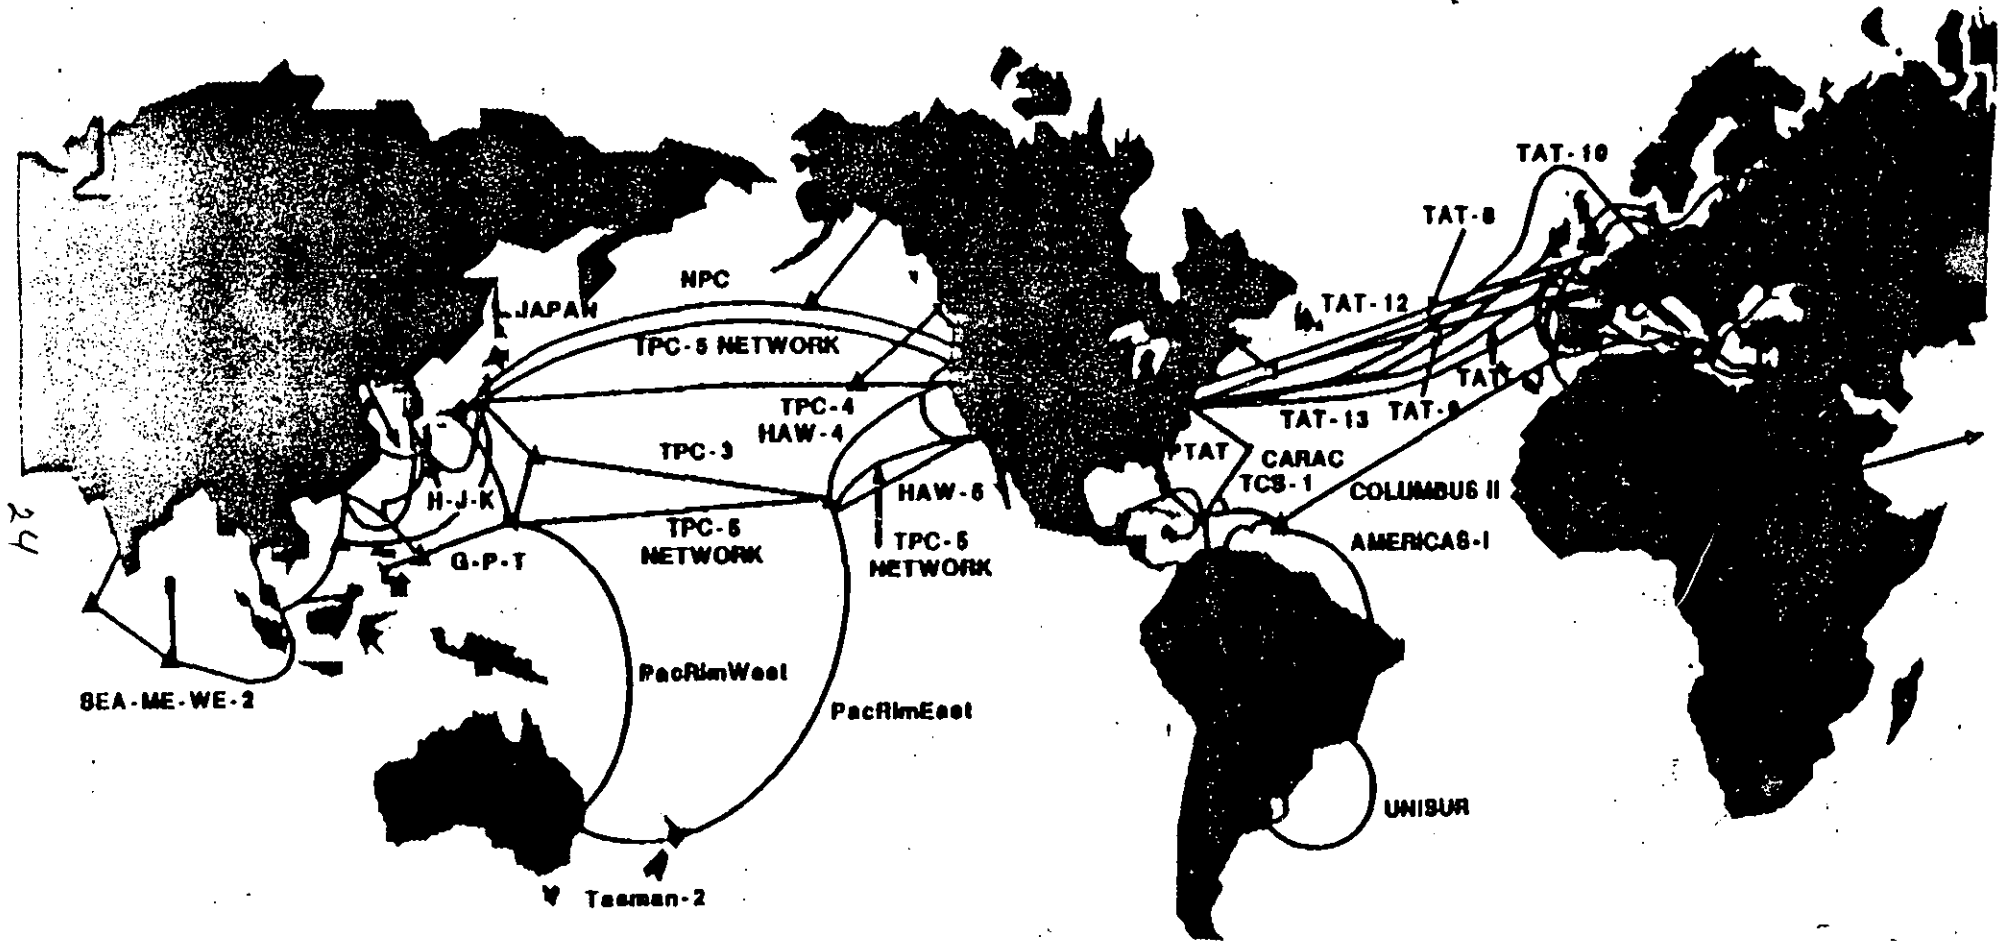 TAT-10
TAT-8
NPC
JAPAN
TAT-12
TPC-5 NETWORK
TAT-
TPC-4
HAW-4
TAT-13
TAT-9
TPC-3
PTAT
CARAC
TCS-1
H-J-K
HAW-5
COLUMBUS II
TPC-5
NETWORK
TPC-5
NETWORK
AMERICAS-I
G-P-T
PacRimWest
SEA-ME-WE-2
PacRimEast
UNISUR
Tasman-2
24